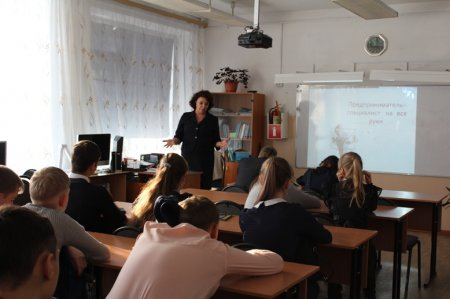 Предприниматель-
специалист на все
руки